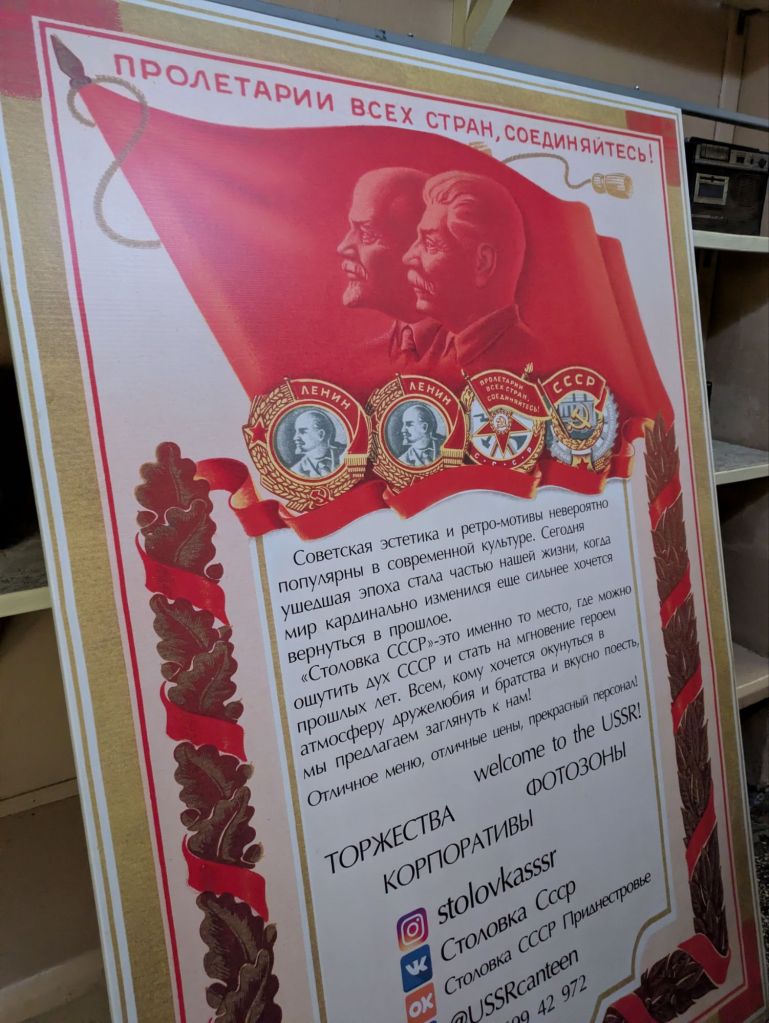 ПРОЛЕТАРИИ ВСЕХ СТРАН, СОЕДИНЯЙТЕСЬ!
ЛЕНИН
ЛЕНИН
ПРОЛЕТАРИИ
ВСЕХ СТРАН,
СОЕДИНЯЙТЕСЬ!
С.Г.С.Р
СССР
Советская эстетика и ретро-мотивы невероятно
популярны в современной культуре. Сегодня
ушедшая эпоха стала частью нашей жизни, когда
мир кардинально изменился еще сильнее хочется
вернуться в прошлое.
«Столовка СССР»-это именно то место, где можно
ощутить дух СССР и стать на мгновение героем
прошлых лет. Всем, кому хочется окунуться в
атмосферу дружелюбия и братства и вкусно поесть,
мы предлагаем заглянуть к нам!
Отличное меню, отличные цены, прекрасный персонал!
welcome to the USSR!
ТОРЖЕСТВА ФОТОЗОНЫ
КОРПОРАТИВЫ
stolovkasssr
Столовка Ссср
Столовка СССР Приднестровье
@USSRcanteen
99 42 972